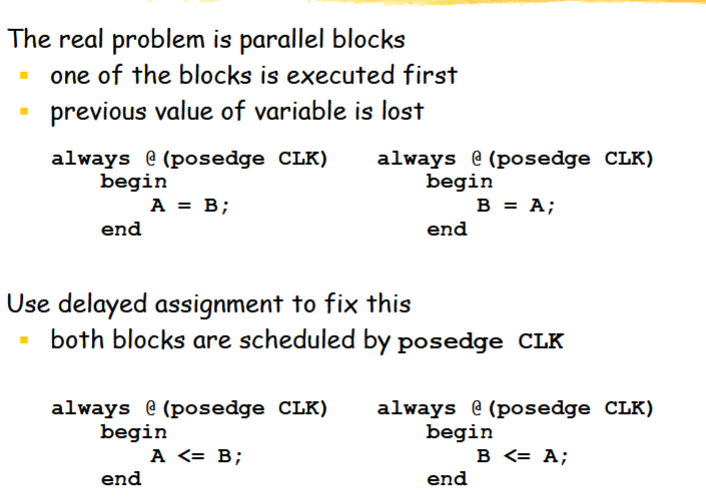 The real problem is parallel blocks
one of the blocks is executed first
previous value of variable is lost
always @(posedge CLK)    always @(posedge CLK)
begin    begin
A = B;    B = A;
end    end
Use delayed assignment to fix this
both blocks are scheduled by posedge CLK
always @(posedge CLK)    always @(posedge CLK)
begin    begin
A <= B;    B <= A;
end    end